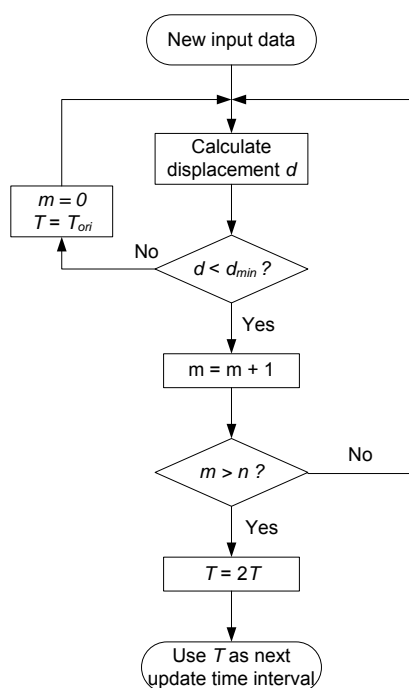 New input data
Calculate
displacement d
m = 0
T = Tori
No
d < dmin ?
Yes
m = m + 1
m > n ?
No
Yes
T = 2T
Use T as next
update time interval